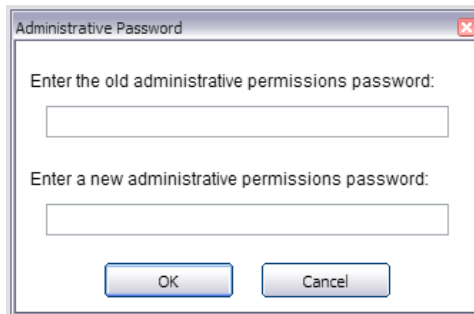 Administrative Password
Enter the old administrative permissions password:
Enter a new administrative permissions password:
OK Cancel